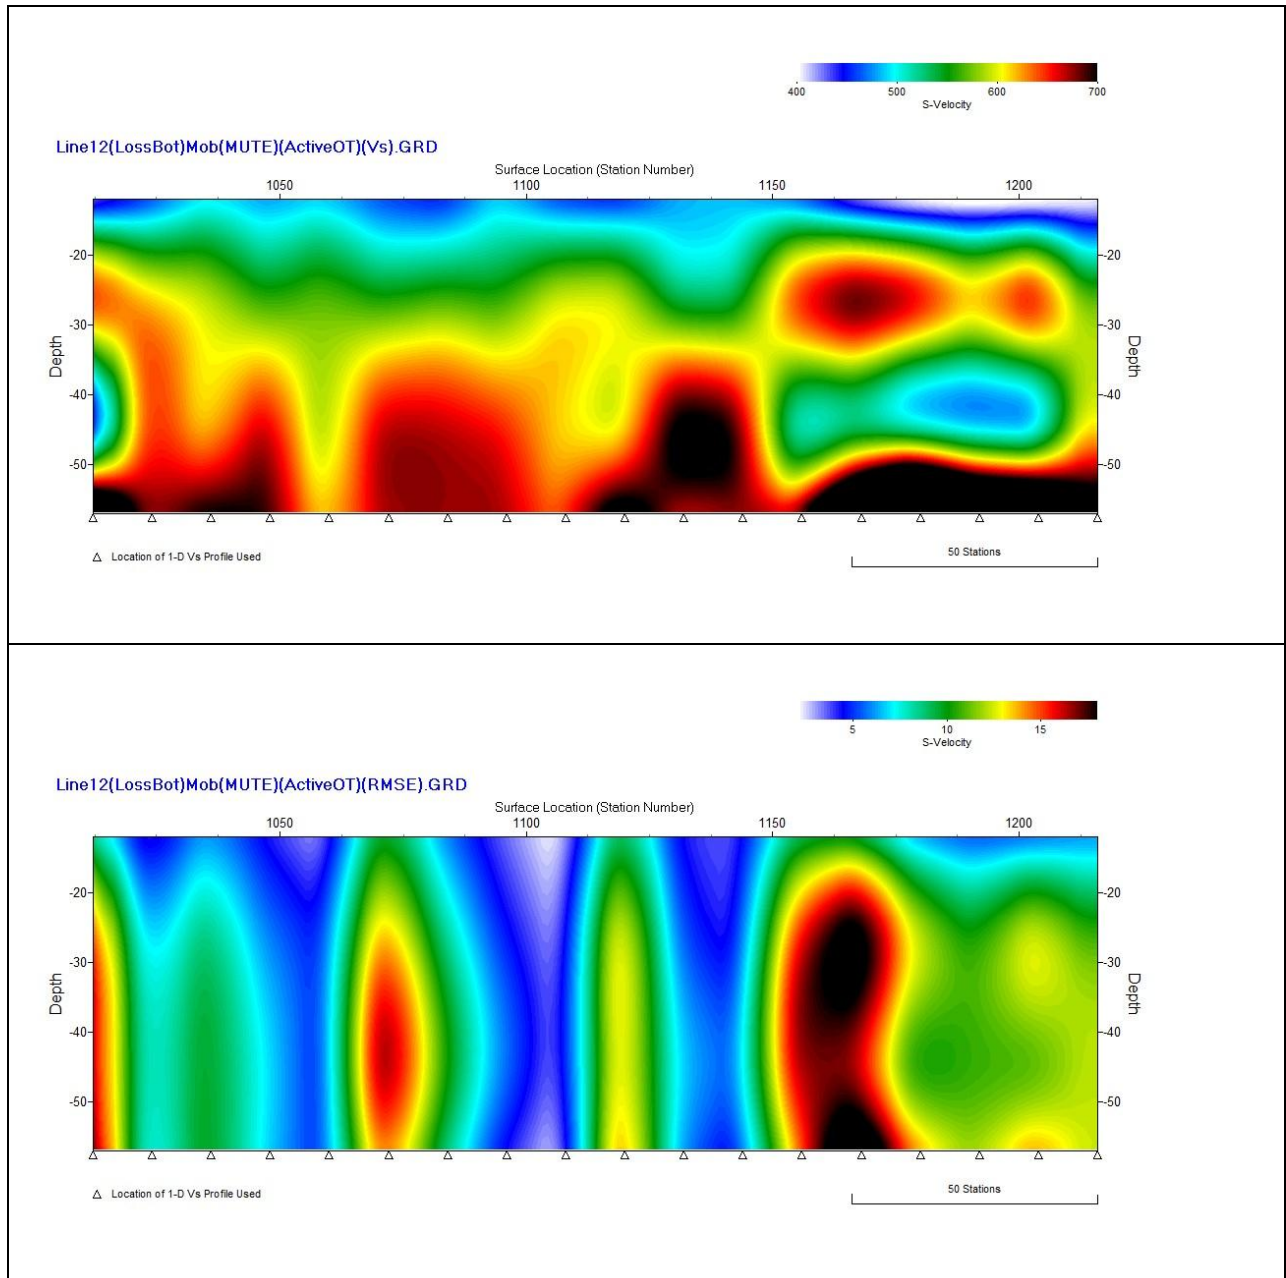 400 500 600 700
S-Velocity
Line12(LossBot)Mob(MUTE)(ActiveOT)(Vs).GRD
Surface Location (Station Number)
1050 1100 1150 1200
-20 -20
-30 -30
Depth Depth
-40 -40
-50 -50
△ Location of 1-D Vs Profile Used
50 Stations
5 10 15
S-Velocity
Line12(LossBot)Mob(MUTE)(ActiveOT)(RMSE).GRD
Surface Location (Station Number)
1050 1100 1150 1200
-20 -20
-30 -30
Depth Depth
-40 -40
-50 -50
△ Location of 1-D Vs Profile Used
50 Stations